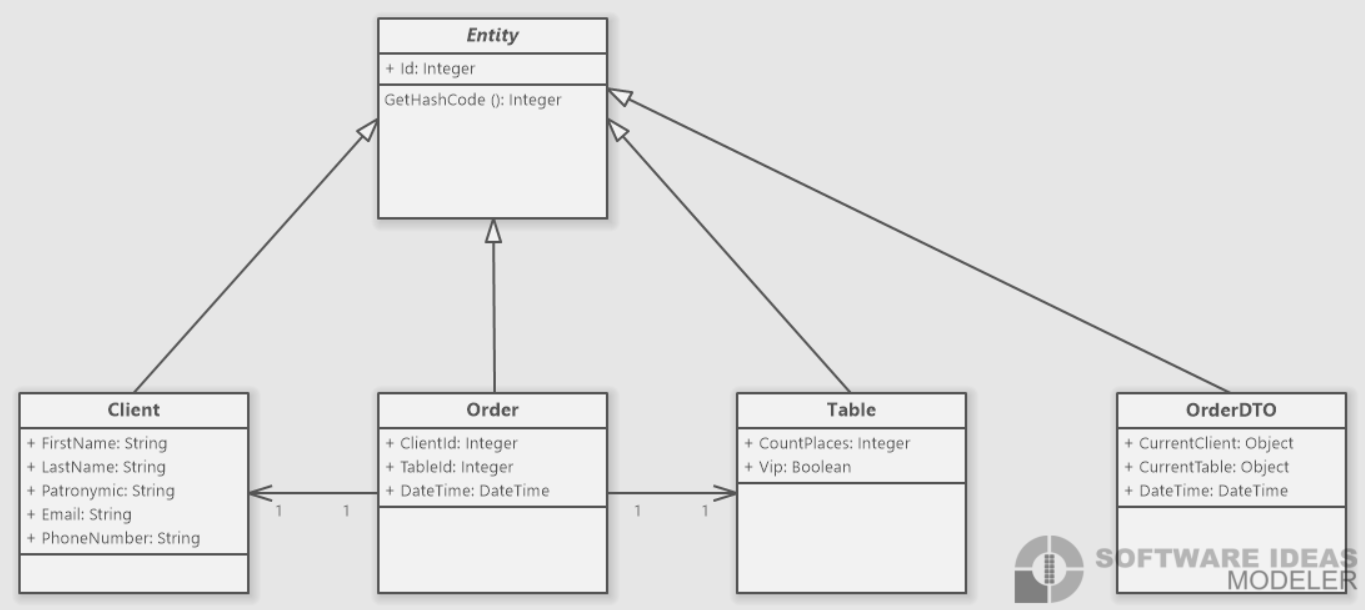 Entity
+ Id: Integer
GetHashCode (): Integer
Client
+ FirstName: String
+ LastName: String
+ Patronymic: String
+ Email: String
+ PhoneNumber: String
1 1
Order
+ ClientId: Integer
+ TableId: Integer
+ DateTime: DateTime
1 1
Table
+ CountPlaces: Integer
+ Vip: Boolean
OrderDTO
+ CurrentClient: Object
+ CurrentTable: Object
+ DateTime: DateTime
SOFTWARE IDEAS
MODELER